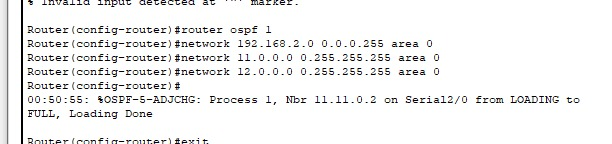 % Invalid input detected at '^' marker.
Router(config-router)#router ospf 1
Router(config-router)#network 192.168.2.0 0.0.0.255 area 0
Router(config-router)#network 11.0.0.0 0.255.255.255 area 0
Router(config-router)#network 12.0.0.0 0.255.255.255 area 0
Router(config-router)#
00:50:55: %OSPF-5-ADJCHG: Process 1, Nbr 11.11.0.2 on Serial2/0 from LOADING to
FULL, Loading Done
Router(config-router)#exit